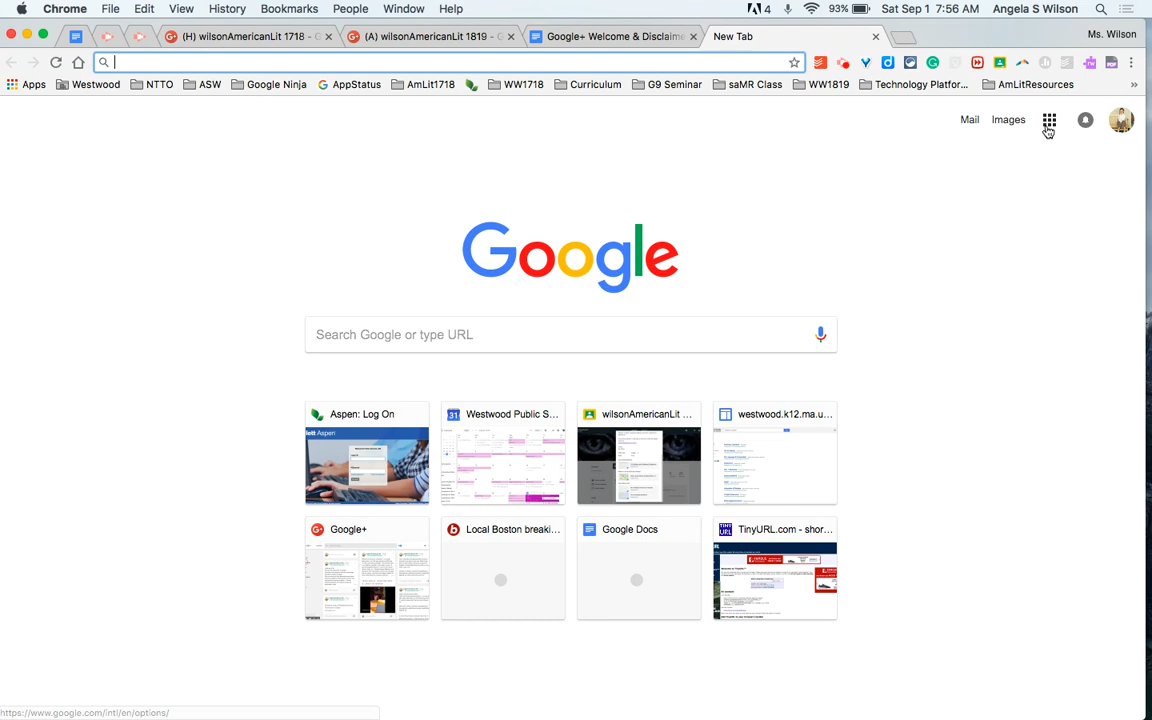 Chrome File Edit View History Bookmarks People Window Help 4 93% Sat Sep 1 7:56 AM Angela S Wilson
(H) wilsonAmericanLit 1718 - G (A) wilsonAmericanLit 1819 - G Google+ Welcome & Disclaime New Tab Ms. Wilson
Apps Westwood NTTO ASW Google Ninja AppStatus AmLit1718 WW1718 Curriculum G9 Seminar saMR Class WW1819 Technology Platfor... AmLitResources »
Mail Images
Google
Search Google or type URL
Aspen: Log On Westwood Public S... wilsonAmericanLit ... westwood.k12.ma.u...
Google+ Local Boston breaki... Google Docs TinyURL.com - shor...
https://www.google.com/intl/en/options/